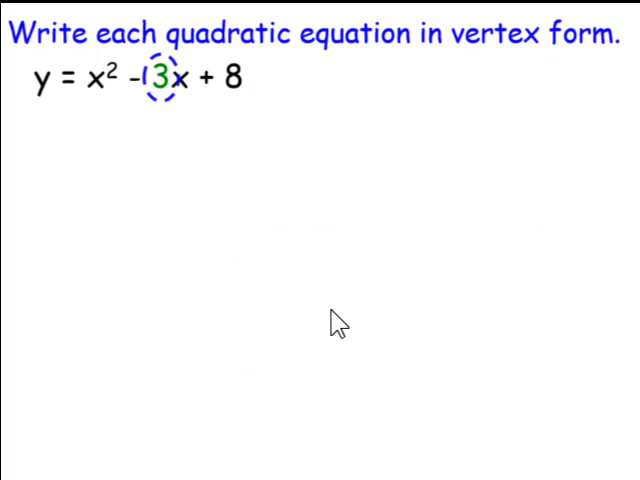 Write each quadratic equation in vertex form.
y = x² - 3x + 8